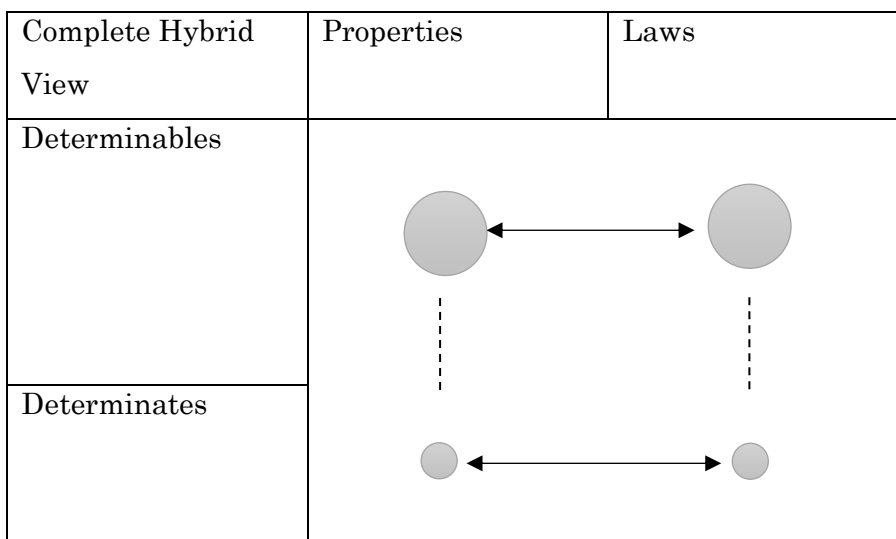 Complete Hybrid
View
Properties
Laws
Determinables
Determinates